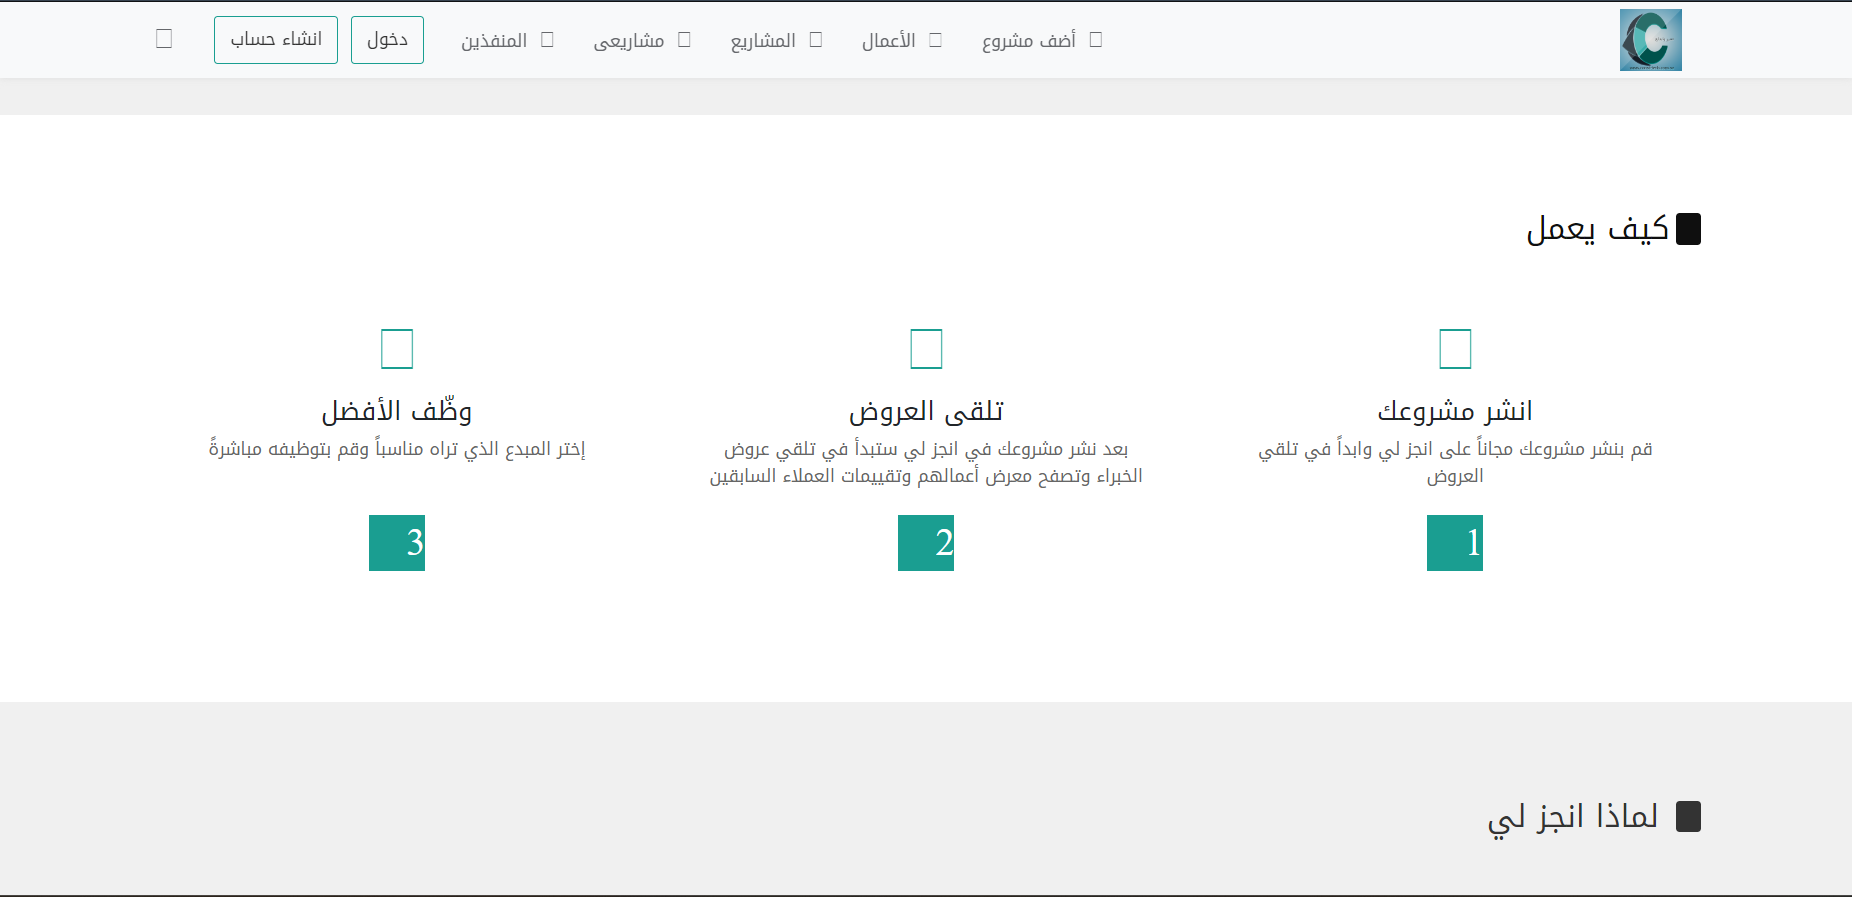 أضف مشروع
الأعمال
المشاريع
مشاريعى
المنفذين
دخول
انشاء حساب
كيف يعمل
انشر مشروعك
قم بنشر مشروعك مجاناً على انجز لي وابدأ في تلقي
العروض
1
تلقى العروض
بعد نشر مشروعك في انجز لي ستبدأ في تلقي عروض
الخبراء وتصفح معرض أعمالهم وتقييمات العملاء السابقين
2
وظّف الأفضل
إختر المبدع الذي تراه مناسباً وقم بتوظيفه مباشرةً
3
لماذا انجز لي